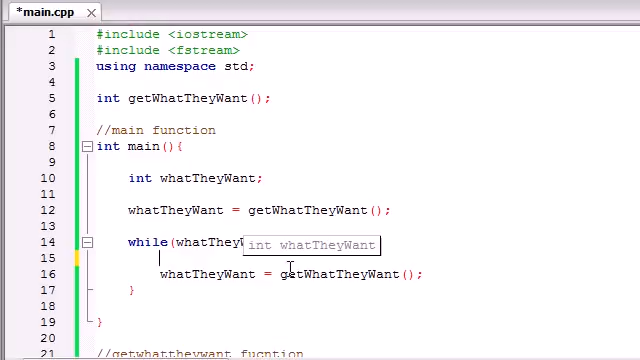 *main.cpp
1 #include <iostream>
2 #include <fstream>
3 using namespace std;
4
5 int getWhatTheyWant();
6
7 //main function
8 int main(){
9
10 int whatTheyWant;
11
12 whatTheyWant = getWhatTheyWant();
13
14 while(whatTheyW int whatTheyWant
15
16 whatTheyWant = getWhatTheyWant();
17 }
18
19 }
20
21 //getwhattheywant fucntion